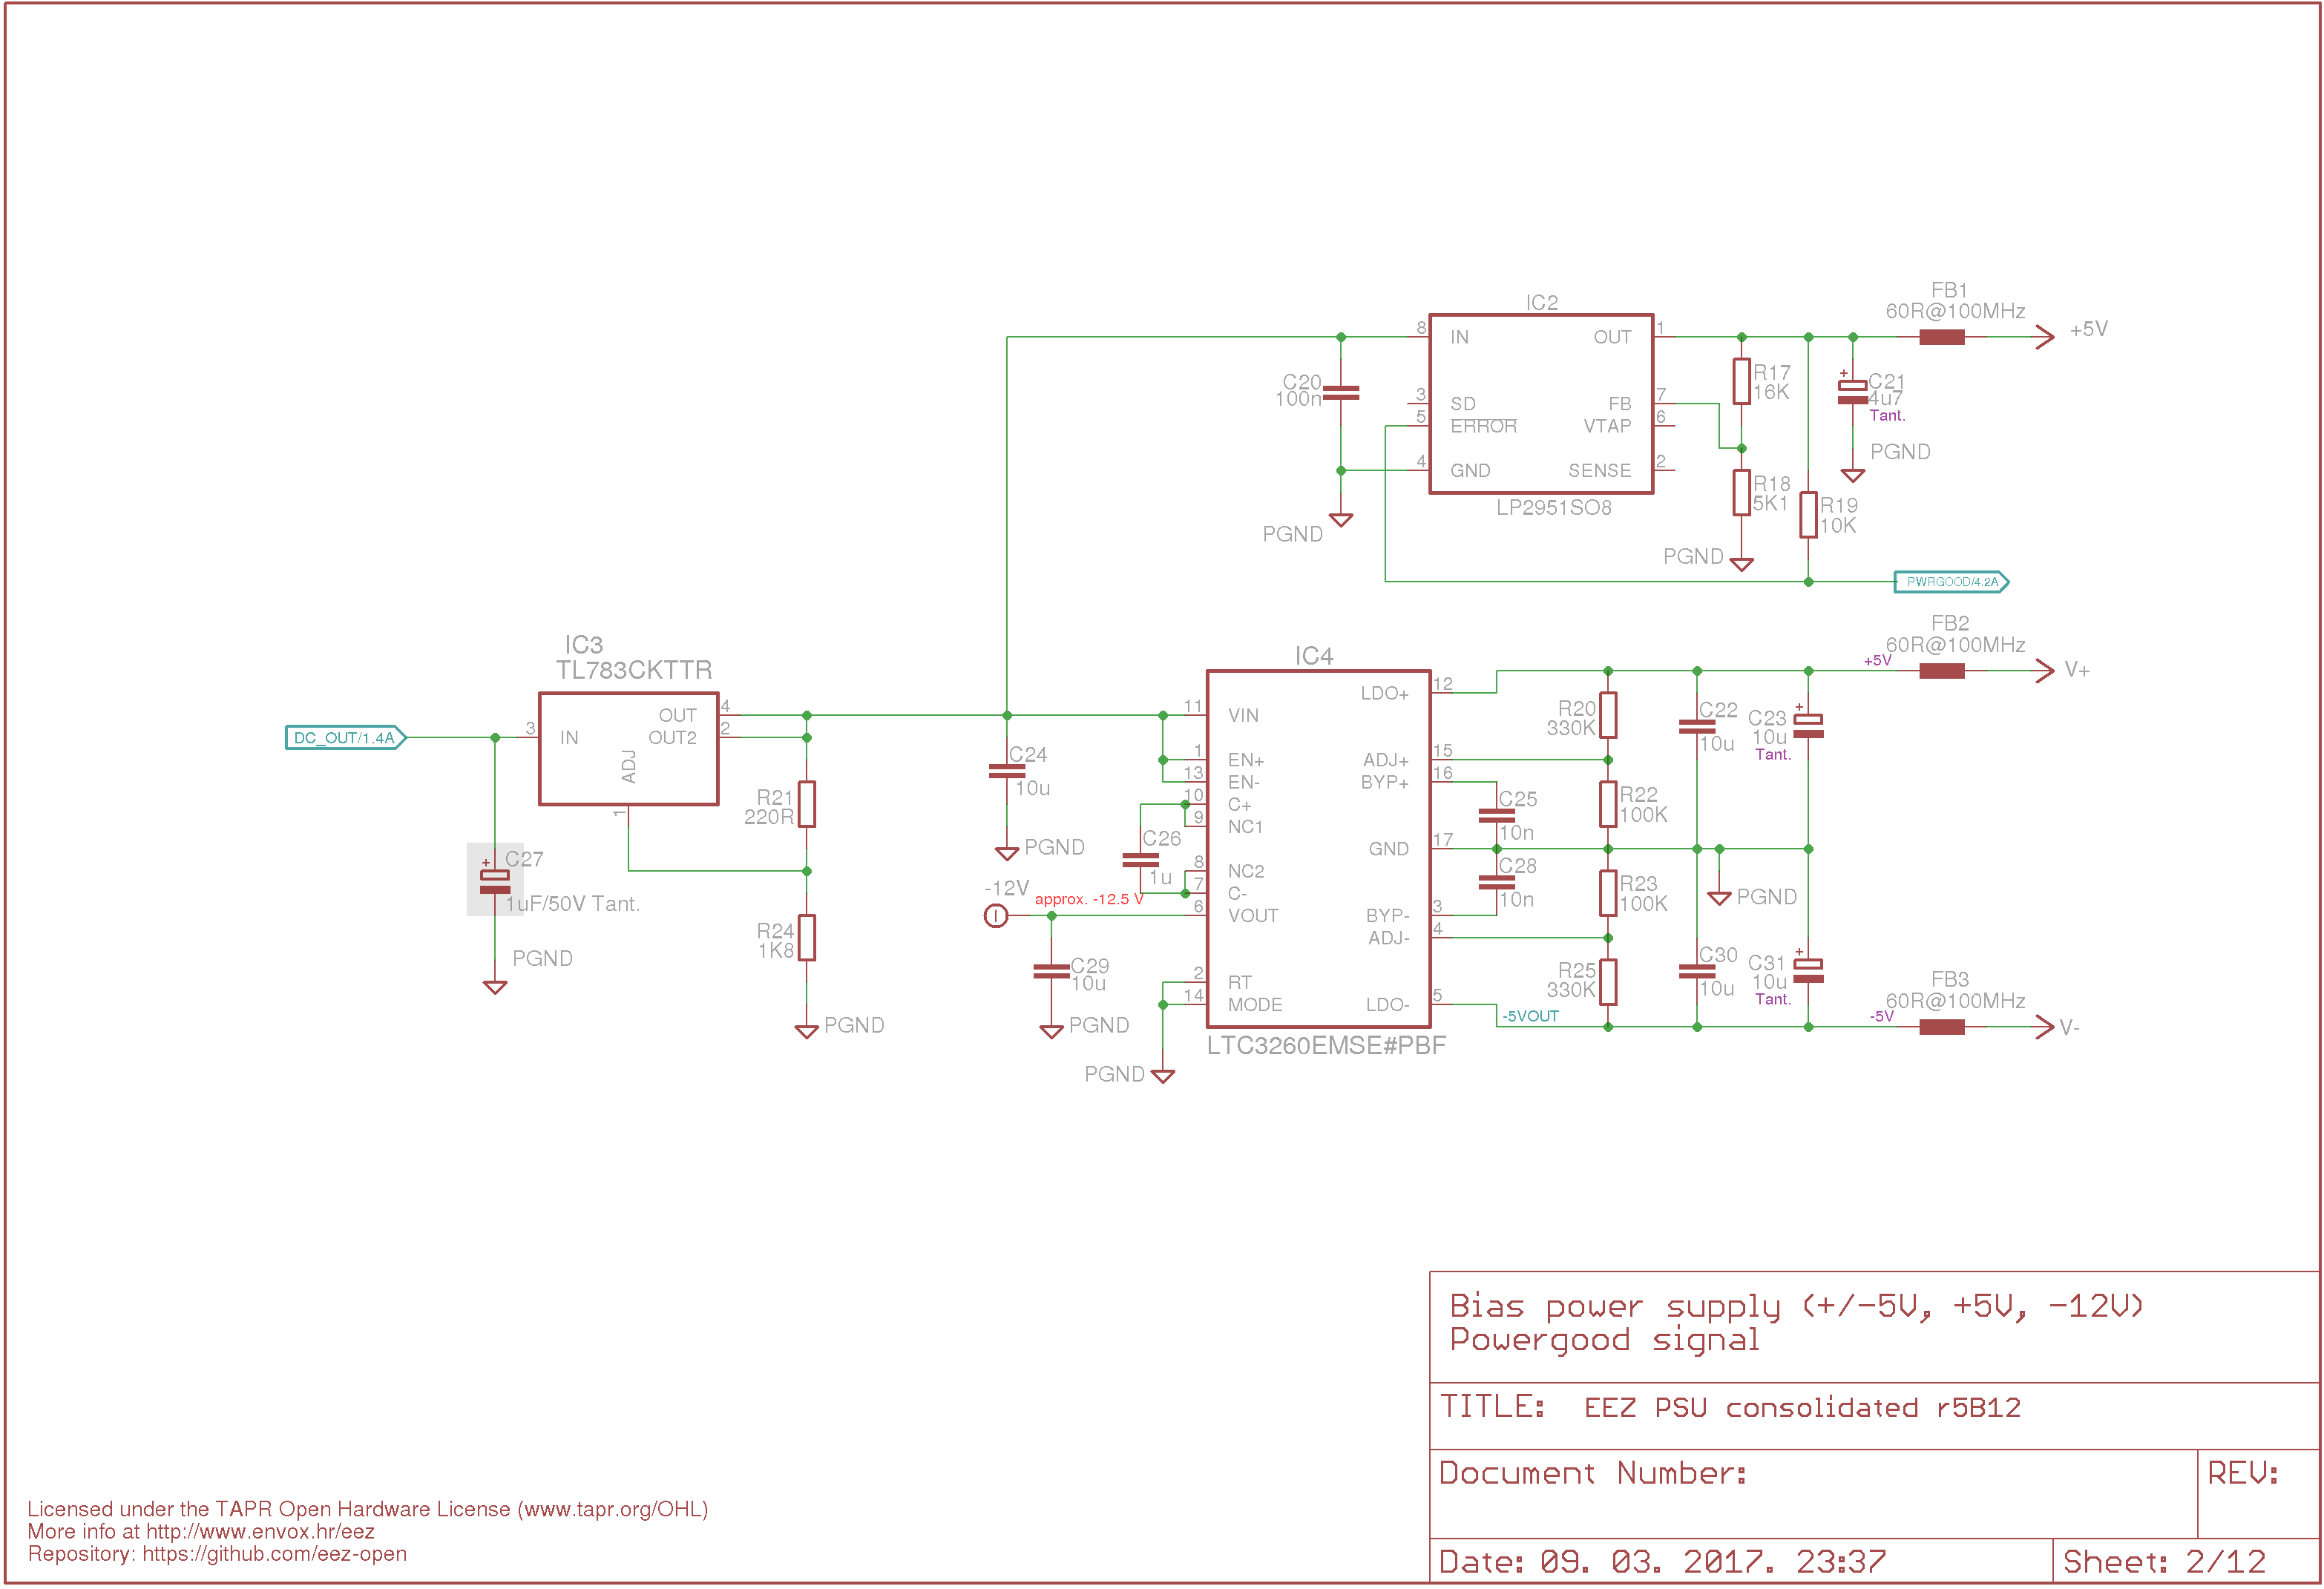 IC2
8
IN
OUT
1
3
SD
FB
7
5
ERROR
VTAP
6
4
GND
SENSE
2
LP2951SO8
C20
100n
PGND
R17
16K
R18
5K1
PGND
R19
10K
+
C21
4u7
Tant.
PGND
FB1
60R@100MHz
+5V
PWRGOOD/4.2A
IC3
TL783CKTTR
DC_OUT/1.4A
3
IN
OUT
4
OUT2
2
ADJ
1
+
C27
1uF/50V Tant.
PGND
R21
220R
R24
1K8
PGND
C24
10u
PGND
C26
1u
-12V
approx. -12.5 V
C29
10u
PGND
PGND
IC4
11
VIN
LDO+
12
1
EN+
ADJ+
15
13
EN-
BYP+
16
10
C+
9
NC1
GND
17
8
NC2
7
C-
6
VOUT
BYP-
3
ADJ-
4
2
RT
14
MODE
LDO-
5
LTC3260EMSE#PBF
-5VOUT
C25
10n
C28
10n
R20
330K
R22
100K
R23
100K
R25
330K
C22
10u
+
C23
10u
Tant.
PGND
C30
10u
+
C31
10u
Tant.
+5V
FB2
60R@100MHz
V+
-5V
FB3
60R@100MHz
V-
Bias power supply (+/-5V, +5V, -12V)
Powergood signal
TITLE: EEZ PSU consolidated r5B12
Document Number:
REV:
Date: 09. 03. 2017. 23:37
Sheet: 2/12
Licensed under the TAPR Open Hardware License (www.tapr.org/OHL)
More info at http://www.envox.hr/eez
Repository: https://github.com/eez-open